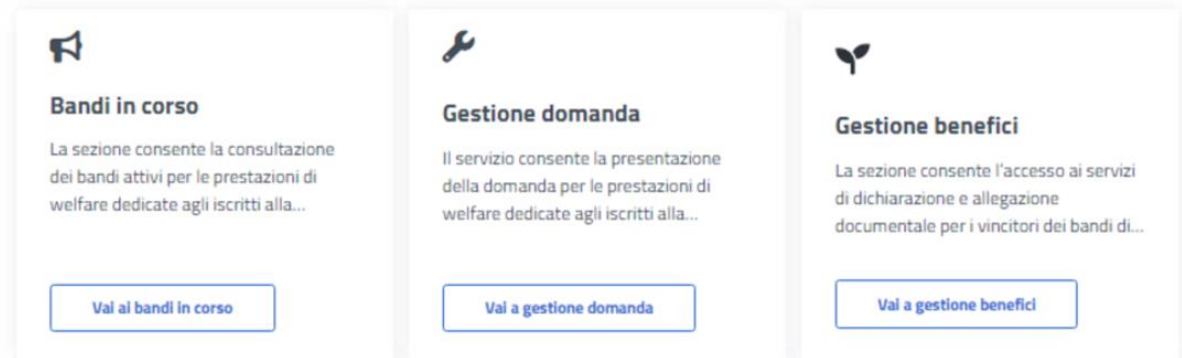 Bandi in corso
La sezione consente la consultazione
dei bandi attivi per le prestazioni di
welfare dedicate agli iscritti alla...
Vai ai bandi in corso
Gestione domanda
Il servizio consente la presentazione
della domanda per le prestazioni di
welfare dedicate agli iscritti alla...
Vai a gestione domanda
Gestione benefici
La sezione consente l'accesso ai servizi
di dichiarazione e allegazione
documentale per i vincitori dei bandi di...
Vai a gestione benefici